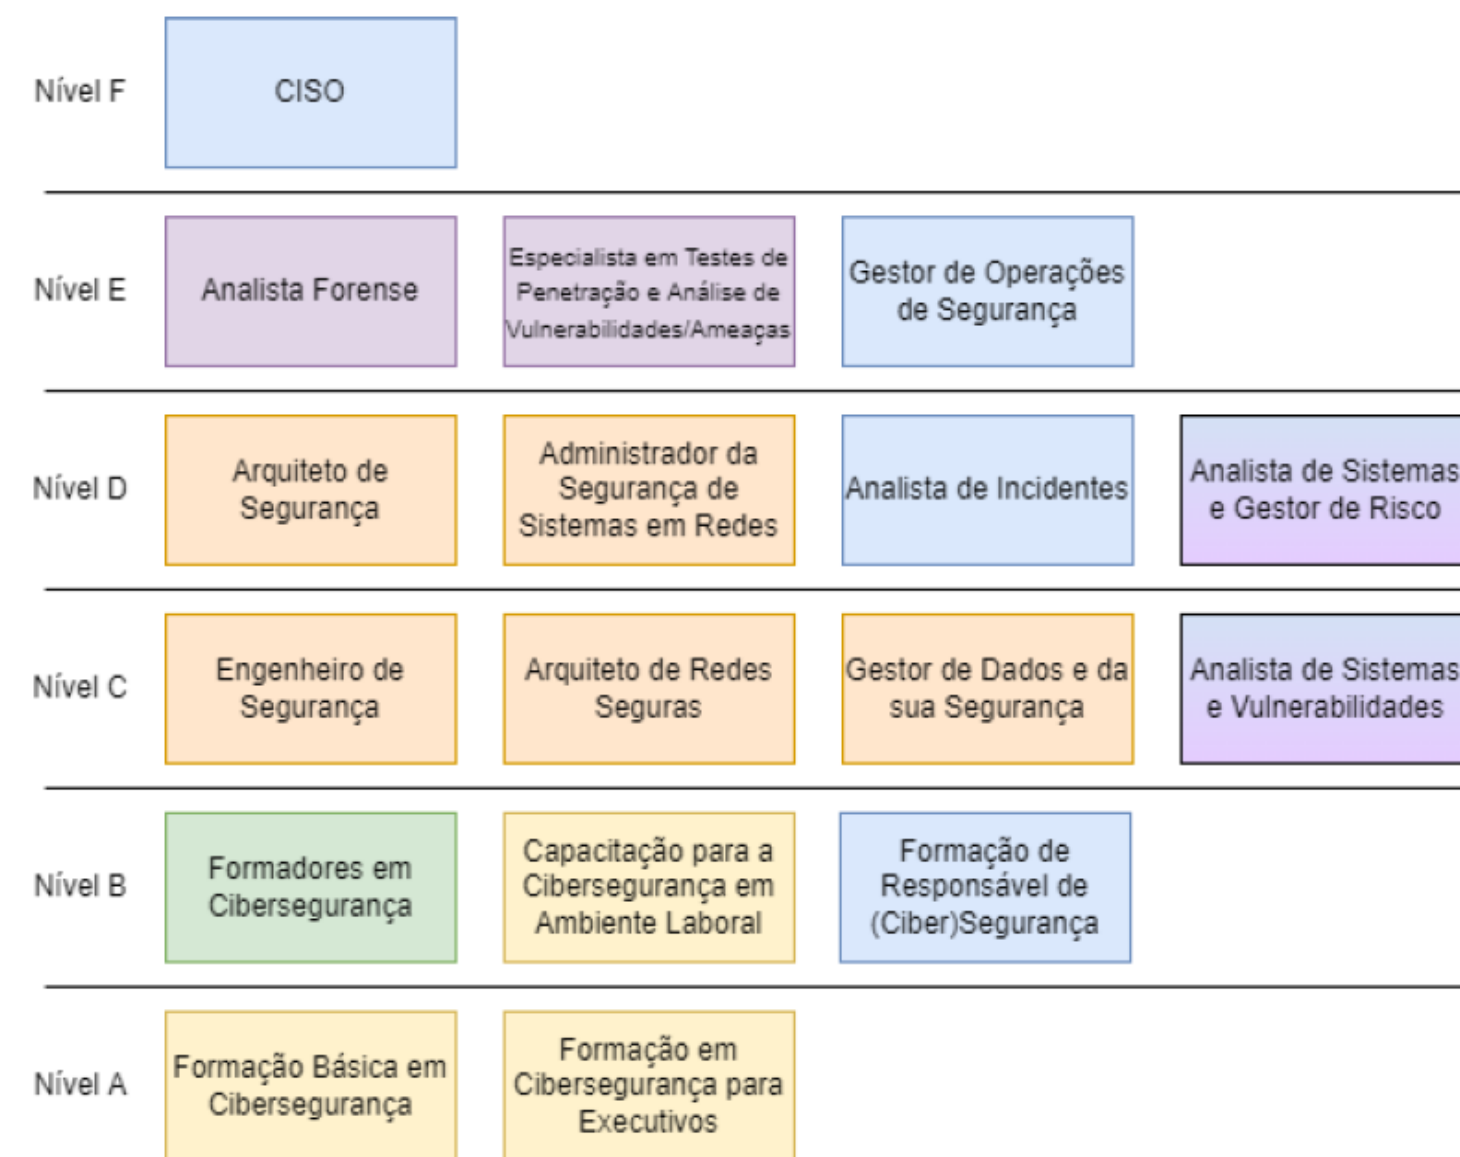 Nível F
CISO
Nível E
Analista Forense
Especialista em Testes de
Penetração e Análise de
Vulnerabilidades/Ameaças
Gestor de Operações
de Segurança
Nível D
Arquiteto de
Segurança
Administrador da
Segurança de
Sistemas em Redes
Analista de Incidentes
Analista de Sistemas
e Gestor de Risco
Nível C
Engenheiro de
Segurança
Arquiteto de Redes
Seguras
Gestor de Dados e da
sua Segurança
Analista de Sistemas
e Vulnerabilidades
Nível B
Formadores em
Cibersegurança
Capacitação para a
Cibersegurança em
Ambiente Laboral
Formação de
Responsável de
(Ciber)Segurança
Nível A
Formação Básica em
Cibersegurança
Formação em
Cibersegurança para
Executivos